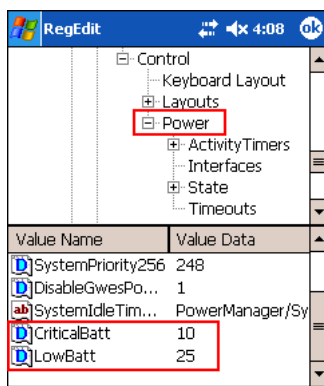 RegEdit 4:08 ok
Control
Keyboard Layout
Layouts
Power
ActivityTimers
Interfaces
State
Timeouts
Value Name Value Data
SystemPriority256 248
DisableGwesPo... 1
ab SystemIdleTim... PowerManager/Sy
CriticalBatt 10
LowBatt 25